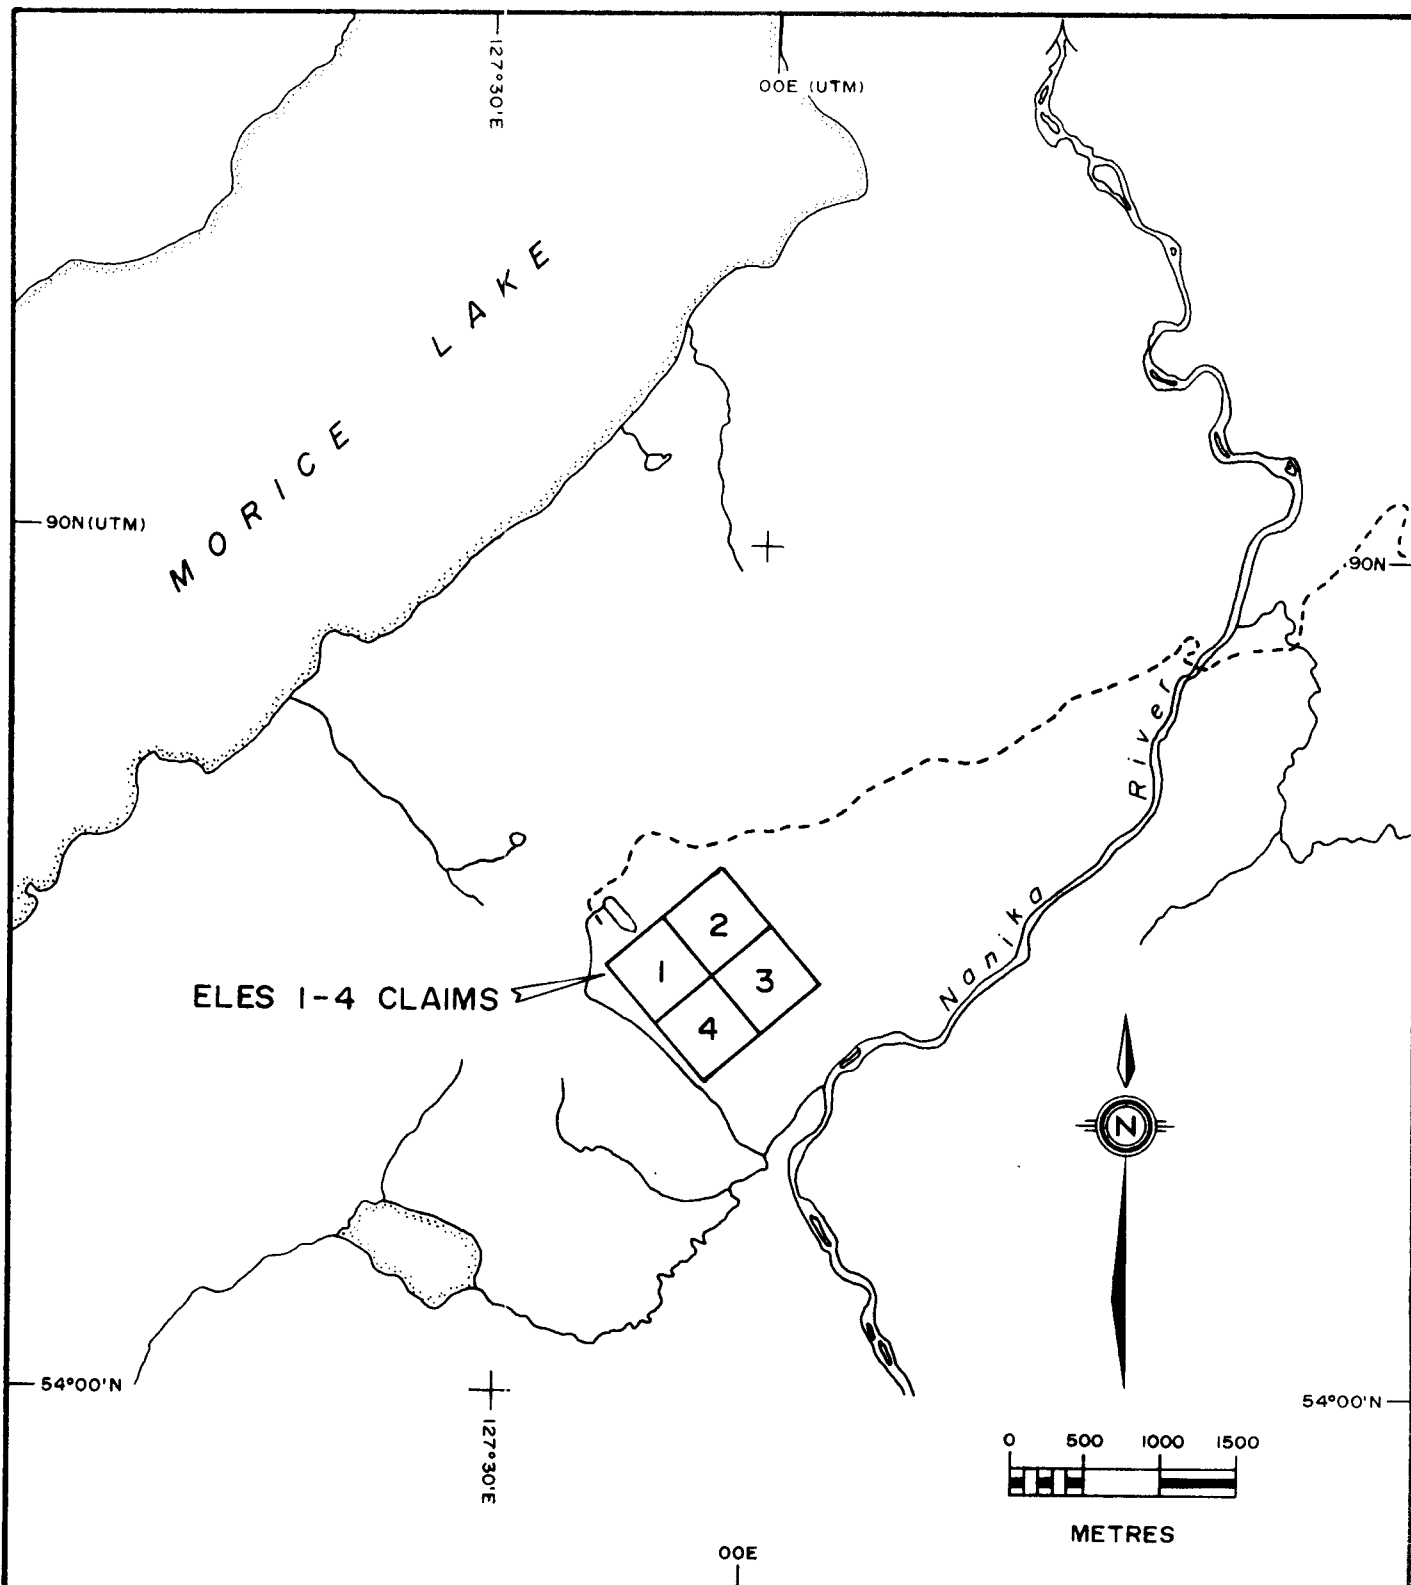 127°30'E
00E (UTM)
MORICE LAKE
90N (UTM)
90N
Nanika River
2
1
3
4
ELES 1-4 CLAIMS
N
54°00'N
54°00'N
127°30'E
0 500 1000 1500
METRES
00E